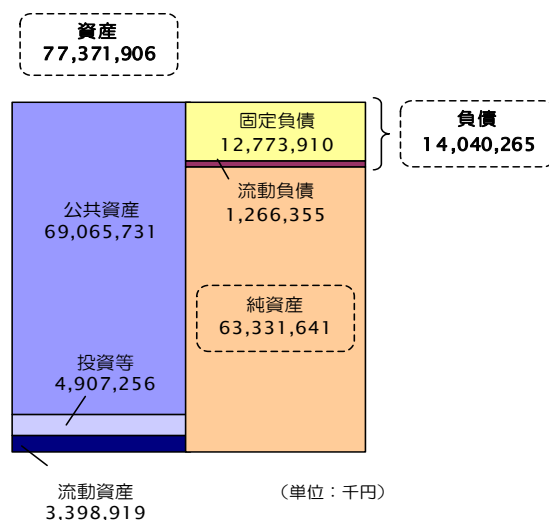 資産
77,371,906
固定負債
12,773,910
負債
14,040,265
流動負債
1,266,355
公共資産
69,065,731
純資産
63,331,641
投資等
4,907,256
流動資産
3,398,919
（単位：千円）